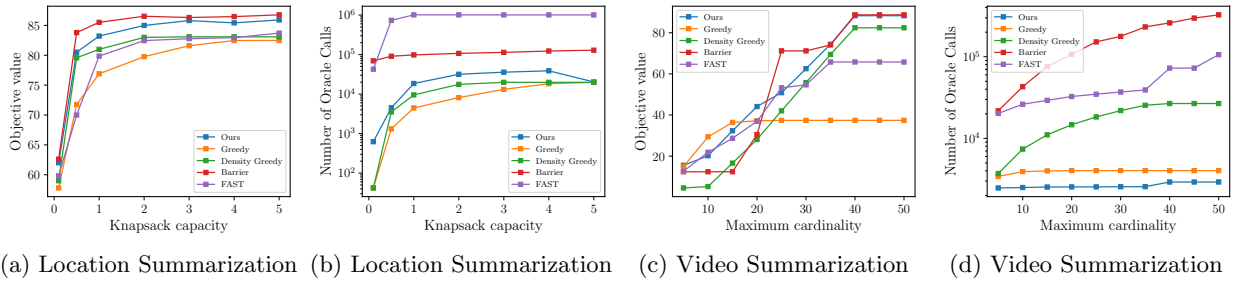 Objective value
85
80
75
70
65
60
0
1
2
3
4
5
Knapsack capacity
Ours
Greedy
Density Greedy
Barrier
FAST
(a) Location Summarization
Number of Oracle Calls
10^6
10^5
10^4
10^3
10^2
0
1
2
3
4
5
Knapsack capacity
Ours
Greedy
Density Greedy
Barrier
FAST
(b) Location Summarization
Objective value
80
60
40
20
10
20
30
40
50
Maximum cardinality
Ours
Greedy
Density Greedy
Barrier
FAST
(c) Video Summarization
Number of Oracle Calls
10^5
10^4
10
20
30
40
50
Maximum cardinality
Ours
Greedy
Density Greedy
Barrier
FAST
(d) Video Summarization